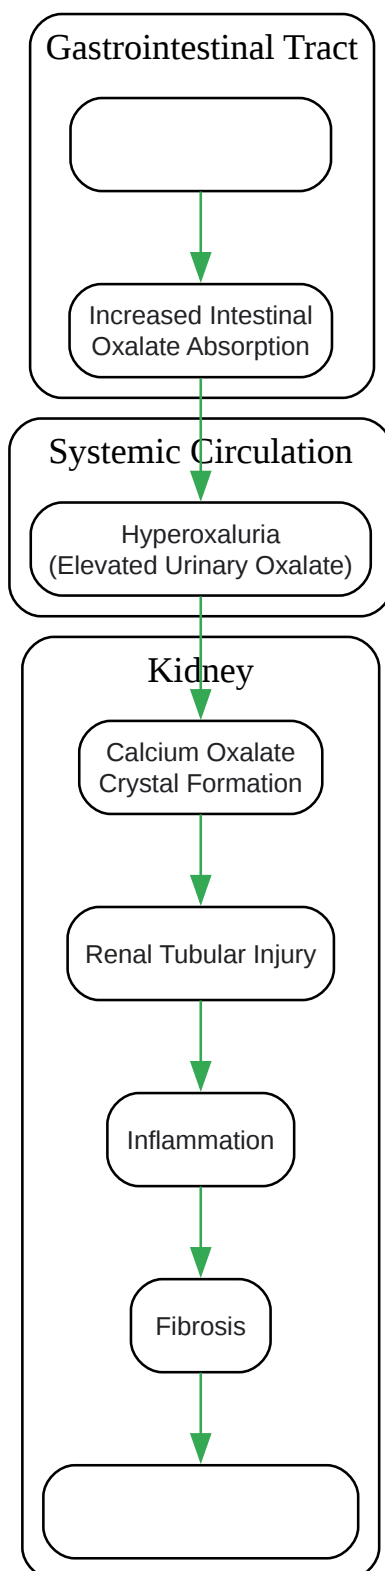 Gastrointestinal Tract
Increased Intestinal
Oxalate Absorption
Systemic Circulation
Hyperoxaluria
(Elevated Urinary Oxalate)
Kidney
Calcium Oxalate
Crystal Formation
Renal Tubular Injury
Inflammation
Fibrosis